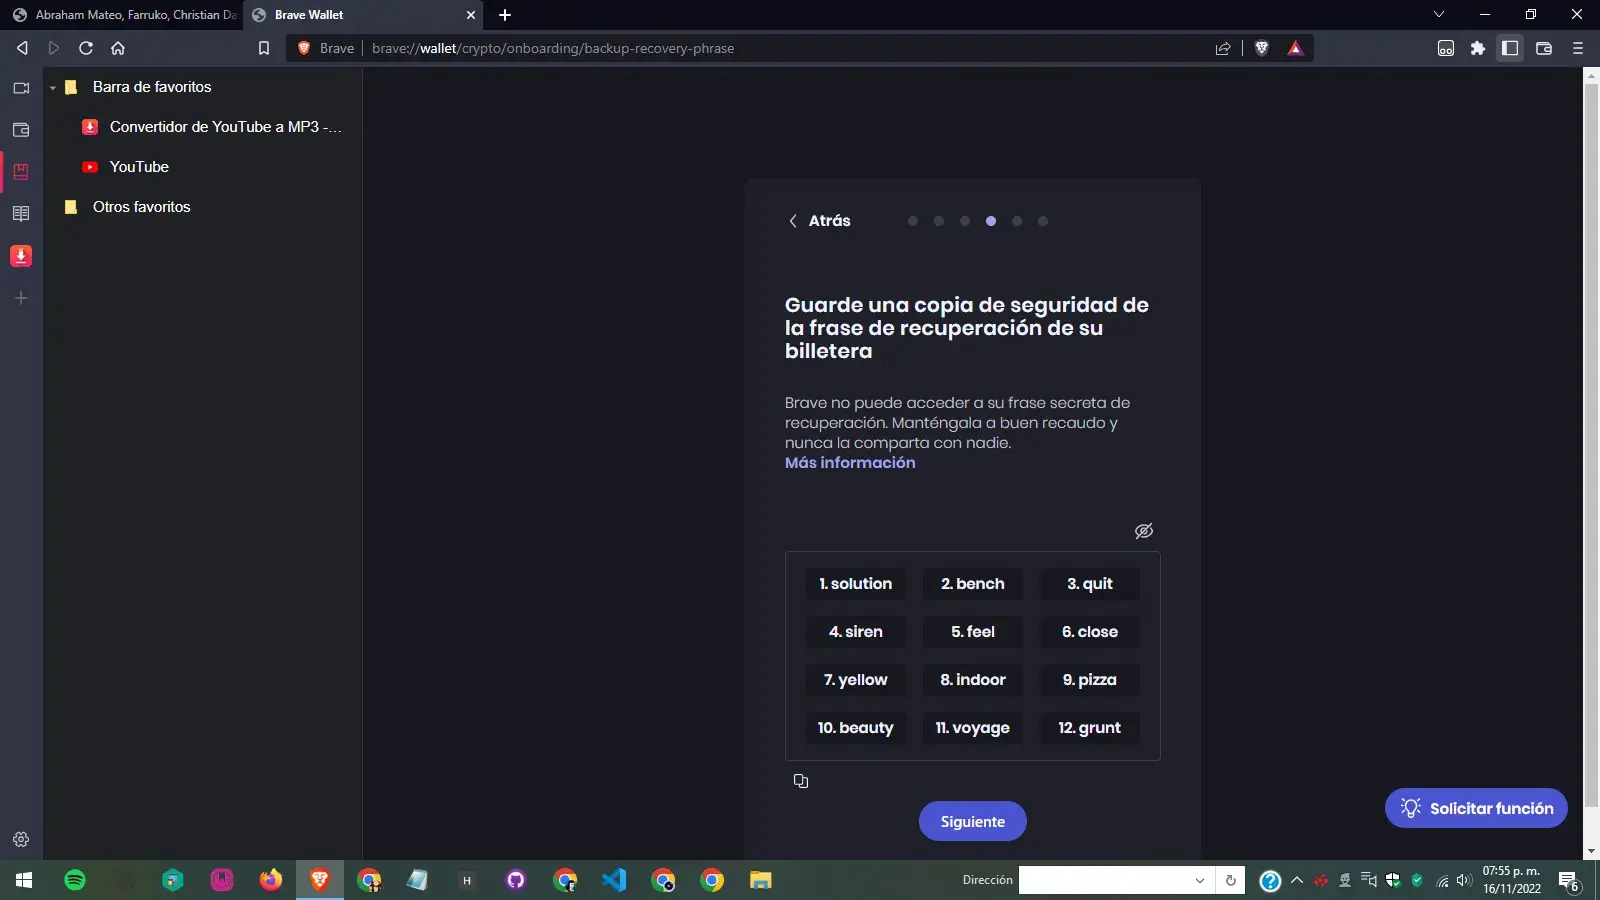 Abraham Mateo, Farruko, Christian Da
Brave Wallet
Brave
brave://wallet/crypto/onboarding/backup-recovery-phrase
Barra de favoritos
Convertidor de YouTube a MP3 -...
YouTube
Otros favoritos
Atrás
Guarde una copia de seguridad de
la frase de recuperación de su
billetera
Brave no puede acceder a su frase secreta de
recuperación. Manténgala a buen recaudo y
nunca la comparta con nadie.
Más información
1. solution 2. bench 3. quit
4. siren 5. feel 6. close
7. yellow 8. indoor 9. pizza
10. beauty 11. voyage 12. grunt
Siguiente
Solicitar función
H
Dirección
07:55 p. m.
16/11/2022
6